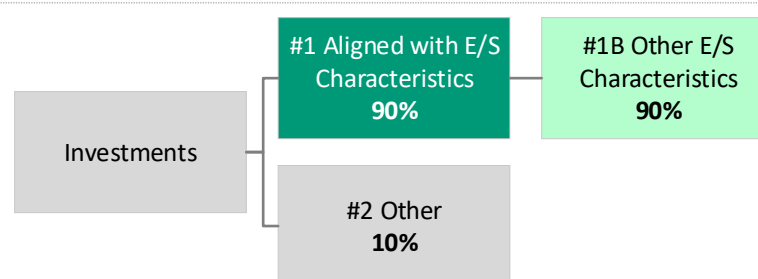 Investments
#1 Aligned with E/S
Characteristics
90%
#1B Other E/S
Characteristics
90%
#2 Other
10%